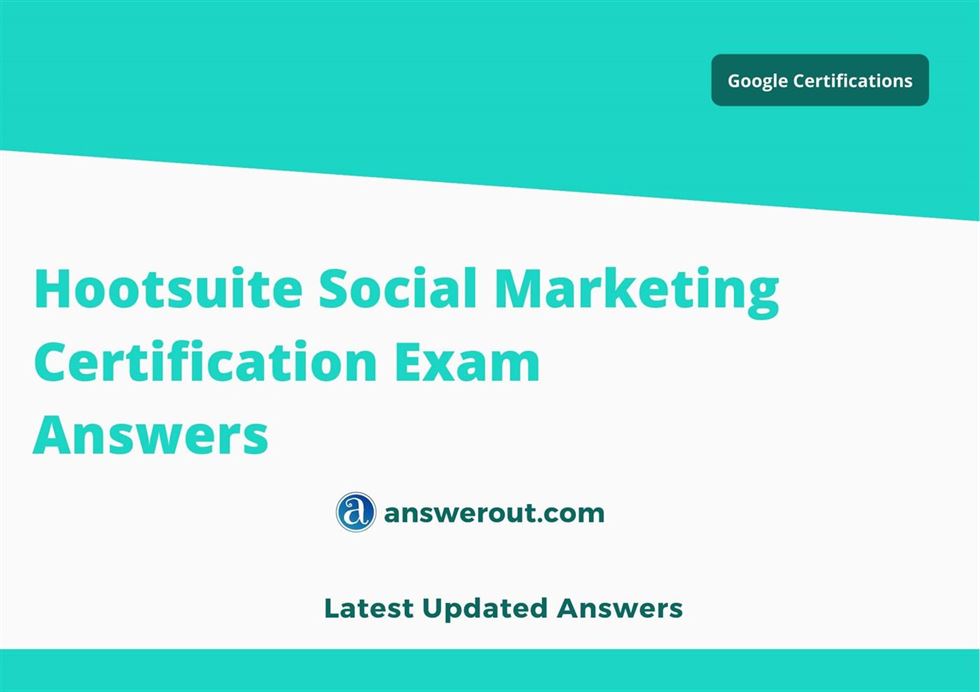 Google Certifications
Hootsuite Social Marketing
Certification Exam
Answers
a answerout.com
Latest Updated Answers